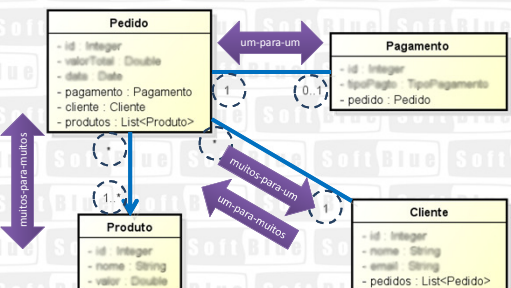 Pedido
- id : Integer
- valorTotal : Double
- data : Date
- pagamento : Pagamento
- cliente : Cliente
- produtos : List<Produto>
um-para-um
1
0..1
Pagamento
- id : Integer
- tipoPagto : TipoPagamento
- pedido : Pedido
muitos-para-muitos
*
1..*
*
muitos-para-um
um-para-muitos
1
Produto
- id : Integer
- nome : String
- valor : Double
Cliente
- id : Integer
- nome : String
- email : String
- pedidos : List<Pedido>
Soft Blue